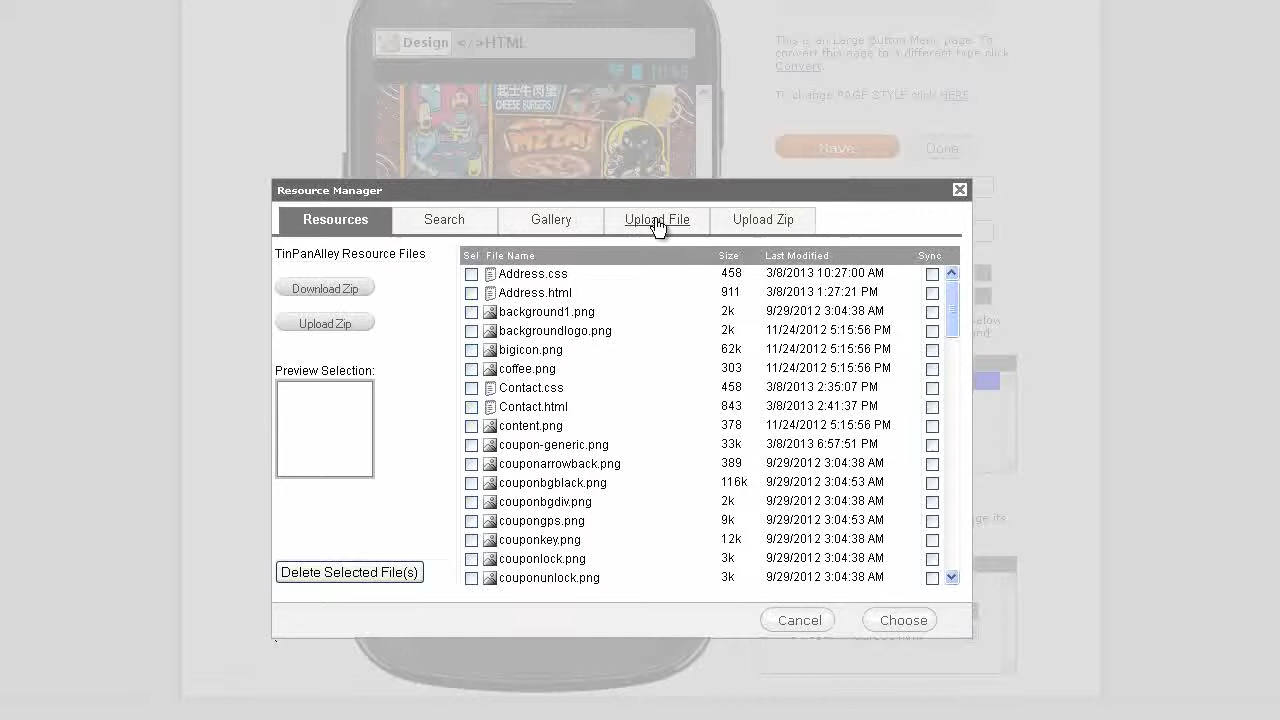 Design </>HTML
10:56
起士牛肉堡
CHEESE BURGERS!
PIZZA!
This is an Large Button Menu page. To
convert this page to a different type click
Convert.
To change PAGE STYLE click HERE
Save Done
Resource Manager
Resources Search Gallery Upload File Upload Zip
TinPanAlley Resource Files
Download Zip
Upload Zip
Preview Selection:
Delete Selected File(s)
Sel File Name Size Last Modified Sync
Address.css 458 3/8/2013 10:27:00 AM
Address.html 911 3/8/2013 1:27:21 PM
background1.png 2k 9/29/2012 3:04:38 AM
backgroundlogo.png 2k 11/24/2012 5:15:56 PM
bigicon.png 62k 11/24/2012 5:15:56 PM
coffee.png 303 11/24/2012 5:15:56 PM
Contact.css 458 3/8/2013 2:35:07 PM
Contact.html 843 3/8/2013 2:41:37 PM
content.png 378 11/24/2012 5:15:56 PM
coupon-generic.png 33k 3/8/2013 6:57:51 PM
couponarrowback.png 389 9/29/2012 3:04:38 AM
couponbgblack.png 116k 9/29/2012 3:04:53 AM
couponbgdiv.png 2k 9/29/2012 3:04:38 AM
coupongps.png 9k 9/29/2012 3:04:53 AM
couponkey.png 12k 9/29/2012 3:04:38 AM
couponlock.png 3k 9/29/2012 3:04:38 AM
couponunlock.png 3k 9/29/2012 3:04:38 AM
Cancel Choose
elow
nd:
ge its